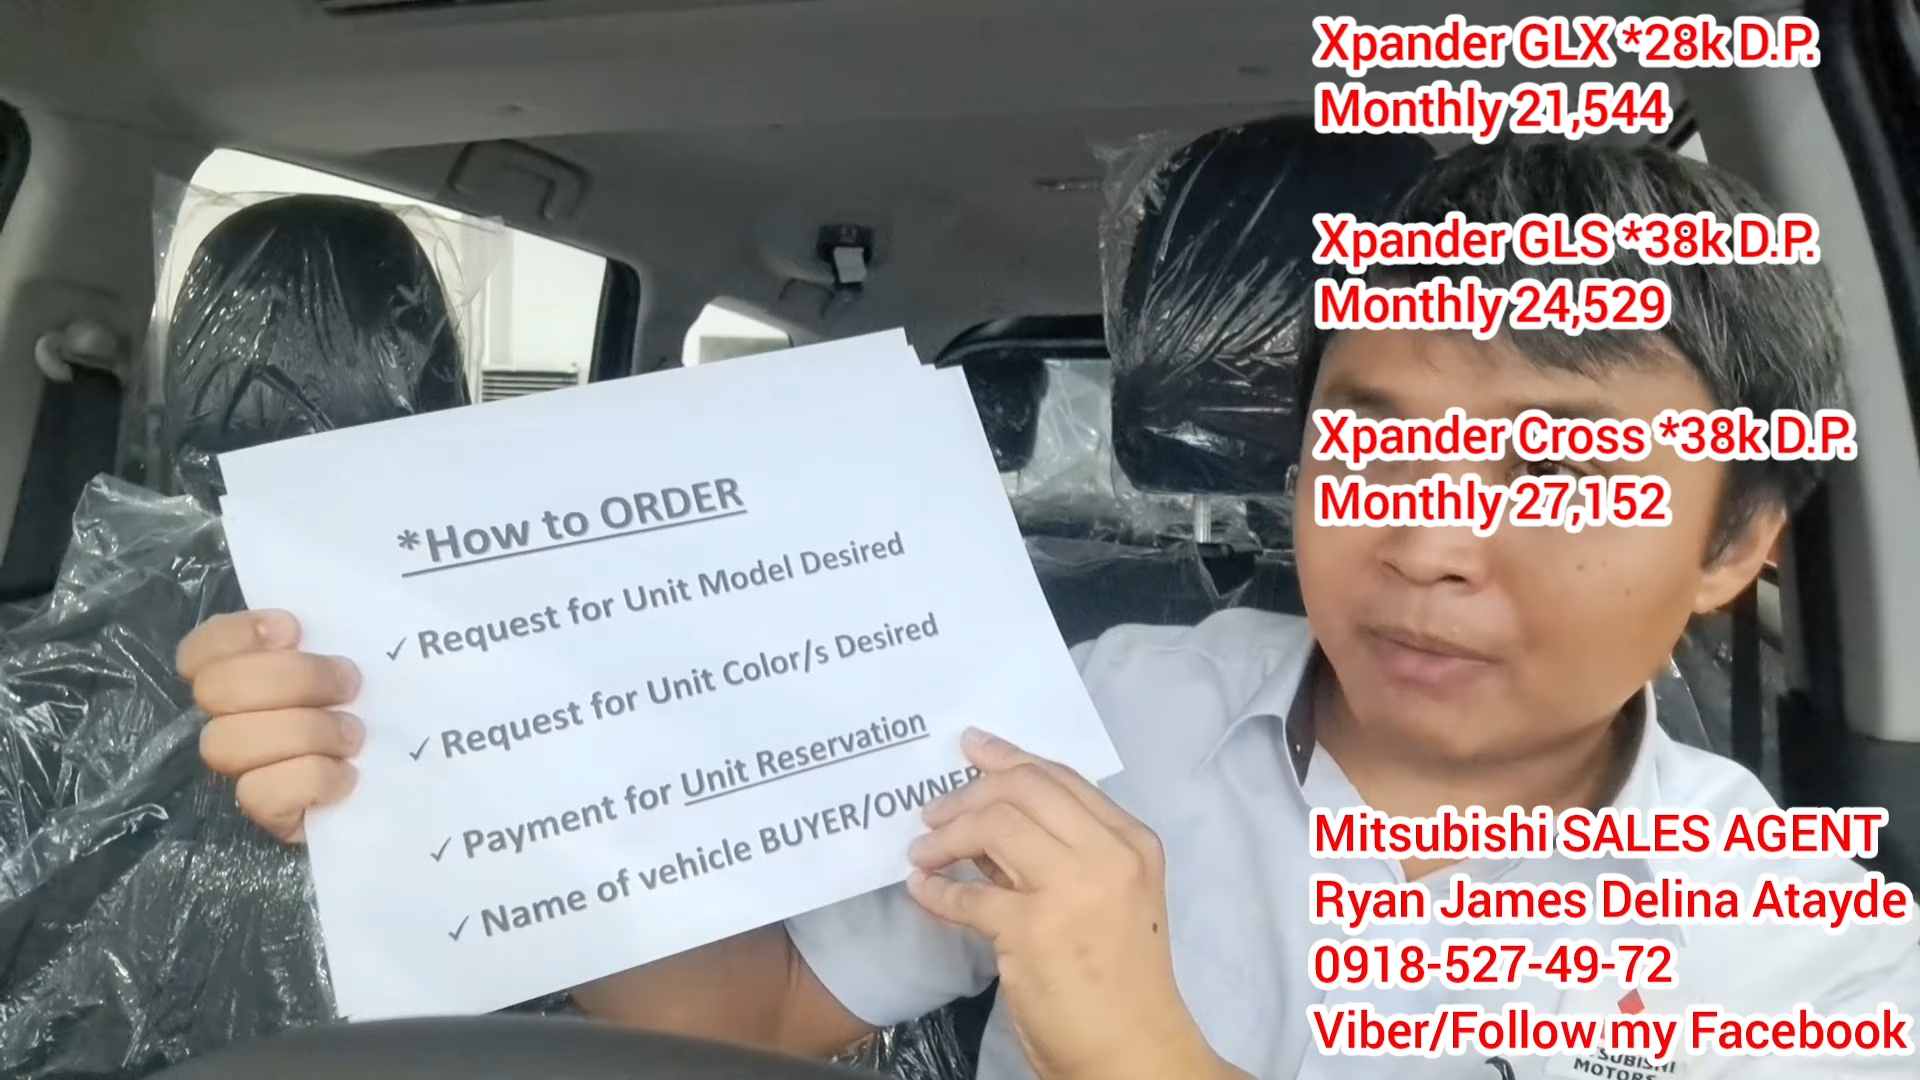 Xpander GLX *28k D.P.
Monthly 21,544
Xpander GLS *38k D.P.
Monthly 24,529
Xpander Cross *38k D.P.
Monthly 27,152
*How to ORDER
✓ Request for Unit Model Desired
✓ Request for Unit Color/s Desired
✓ Payment for Unit Reservation
✓ Name of vehicle BUYER/OWNER
Mitsubishi SALES AGENT
Ryan James Delina Atayde
0918-527-49-72
Viber/Follow my Facebook
MOTORS